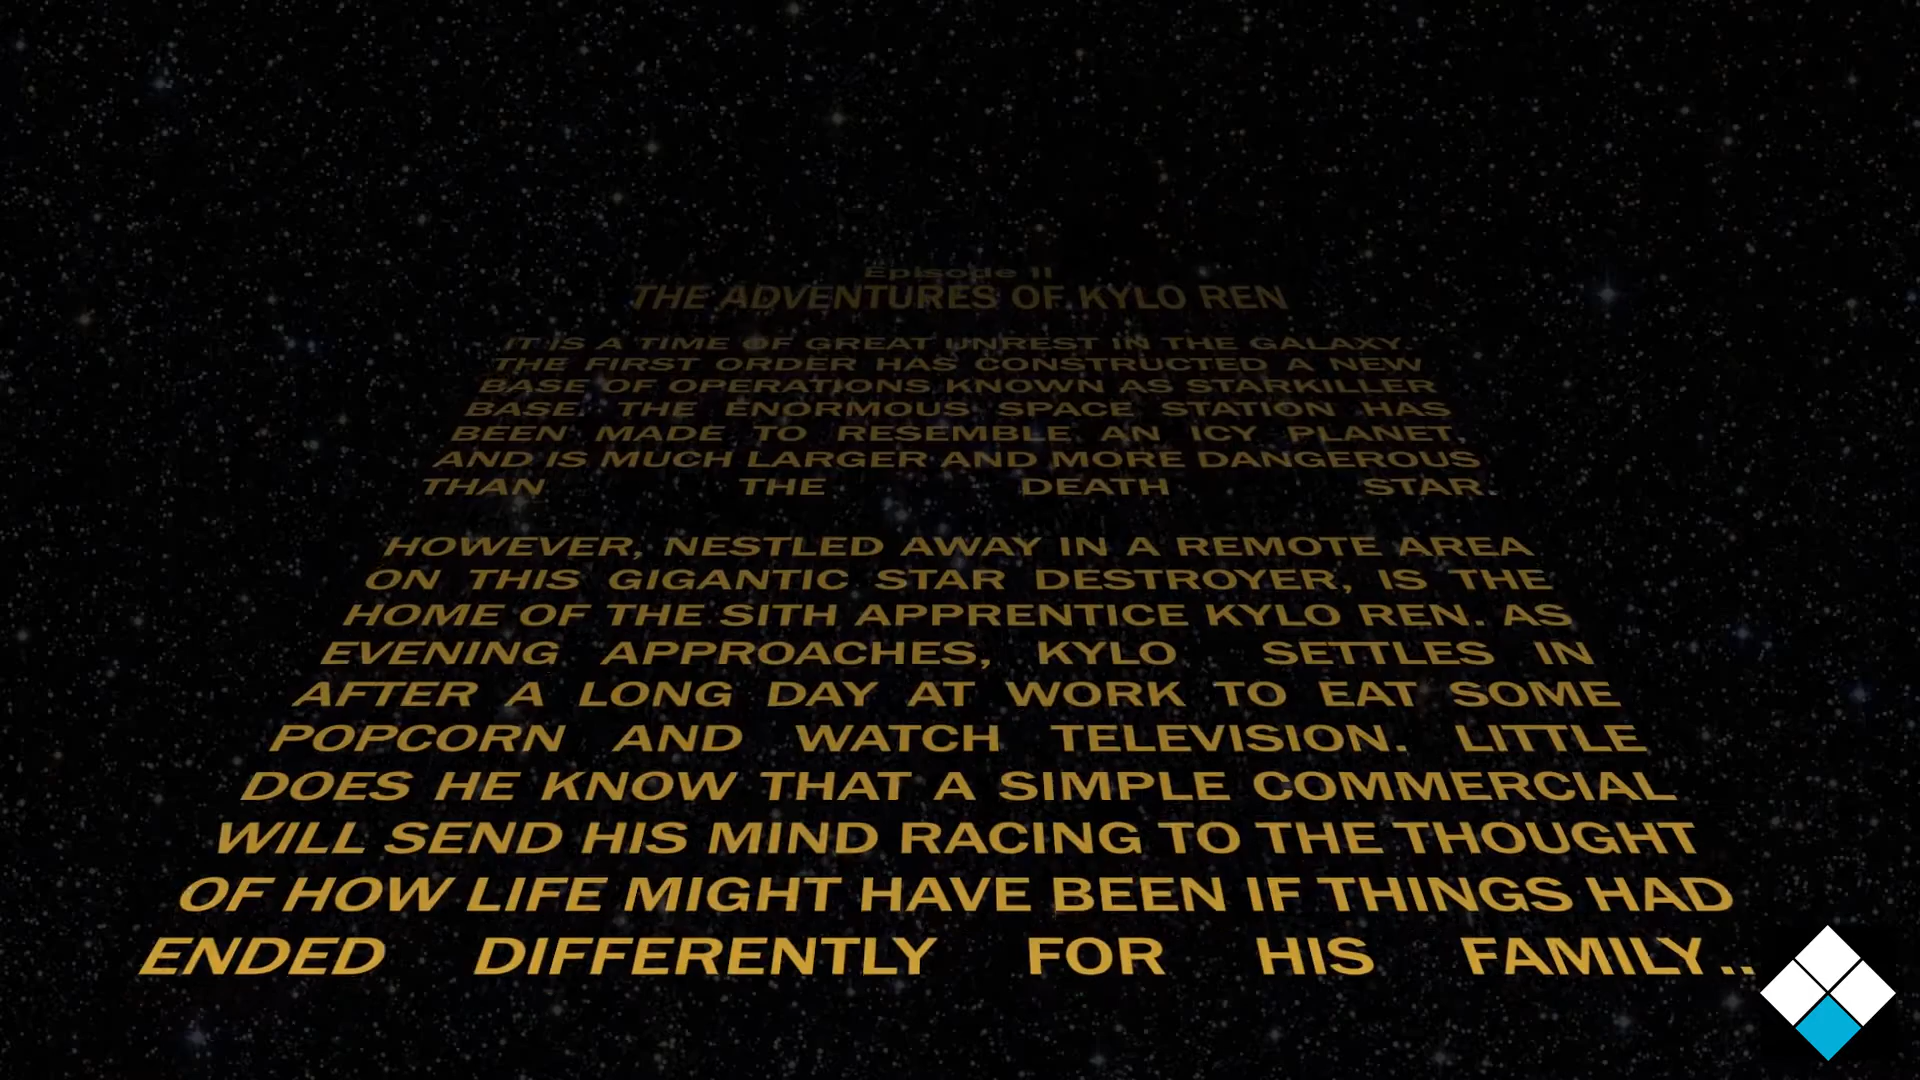 Episode II
THE ADVENTURES OF KYLO REN
IT IS A TIME OF GREAT UNREST IN THE GALAXY
THE FIRST ORDER HAS CONSTRUCTED A NEW
BASE OF OPERATIONS KNOWN AS STARKILLER
BASE. THE ENORMOUS SPACE STATION HAS
BEEN MADE TO RESEMBLE AN ICY PLANET,
AND IS MUCH LARGER AND MORE DANGEROUS
THAN THE DEATH STAR.
HOWEVER, NESTLED AWAY IN A REMOTE AREA
ON THIS GIGANTIC STAR DESTROYER, IS THE
HOME OF THE SITH APPRENTICE KYLO REN. AS
EVENING APPROACHES, KYLO SETTLES IN
AFTER A LONG DAY AT WORK TO EAT SOME
POPCORN AND WATCH TELEVISION. LITTLE
DOES HE KNOW THAT A SIMPLE COMMERCIAL
WILL SEND HIS MIND RACING TO THE THOUGHT
OF HOW LIFE MIGHT HAVE BEEN IF THINGS HAD
ENDED DIFFERENTLY FOR HIS FAMILY..